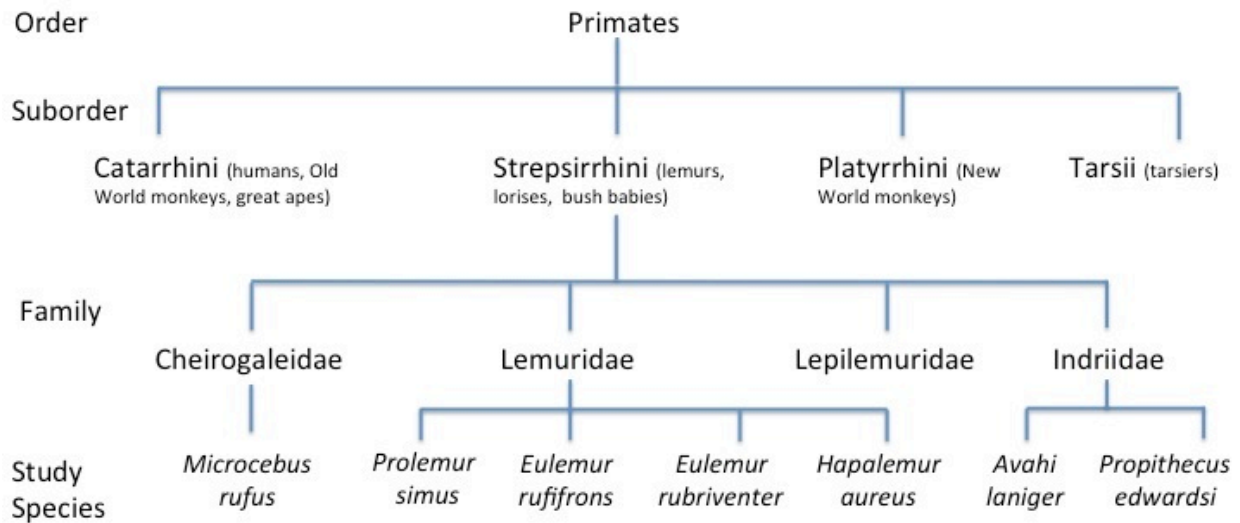 Order Primates
Suborder
Catarrhini (humans, Old Strepsirrhini (lemurs, Platyrrhini (New Tarsii (tarsiers)
World monkeys, great apes) lorises, bush babies) World monkeys)
Family
Cheirogaleidae Lemuridae Lepilemuridae Indriidae
Study Microcebus Prolemur Eulemur Eulemur Hapalemur Avahi Propithecus
Species rufus simus rufifrons rubriventer aureus laniger edwardsi